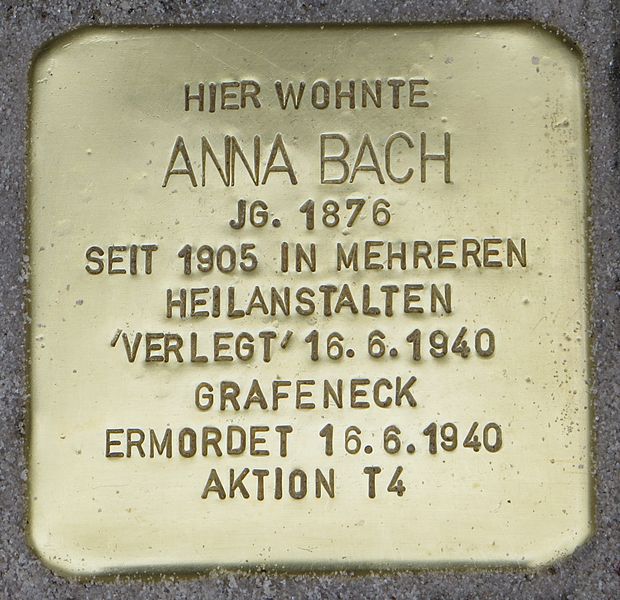 HIER WOHNTE
ANNA BACH
JG. 1876
SEIT 1905 IN MEHREREN
HEILANSTALTEN
'VERLEGT' 16.6.1940
GRAFENECK
ERMORDET 16.6.1940
AKTION T4